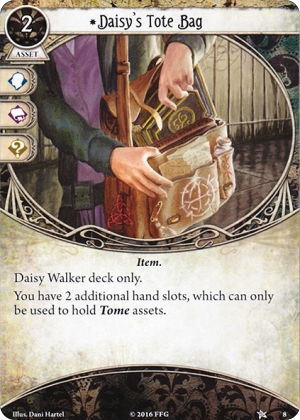 2
Daisy's Tote Bag
ASSET
Item.
Daisy Walker deck only.
You have 2 additional hand slots, which can only
be used to hold Tome assets.
Illus. Dani Hartel
© 2016 FFG
8